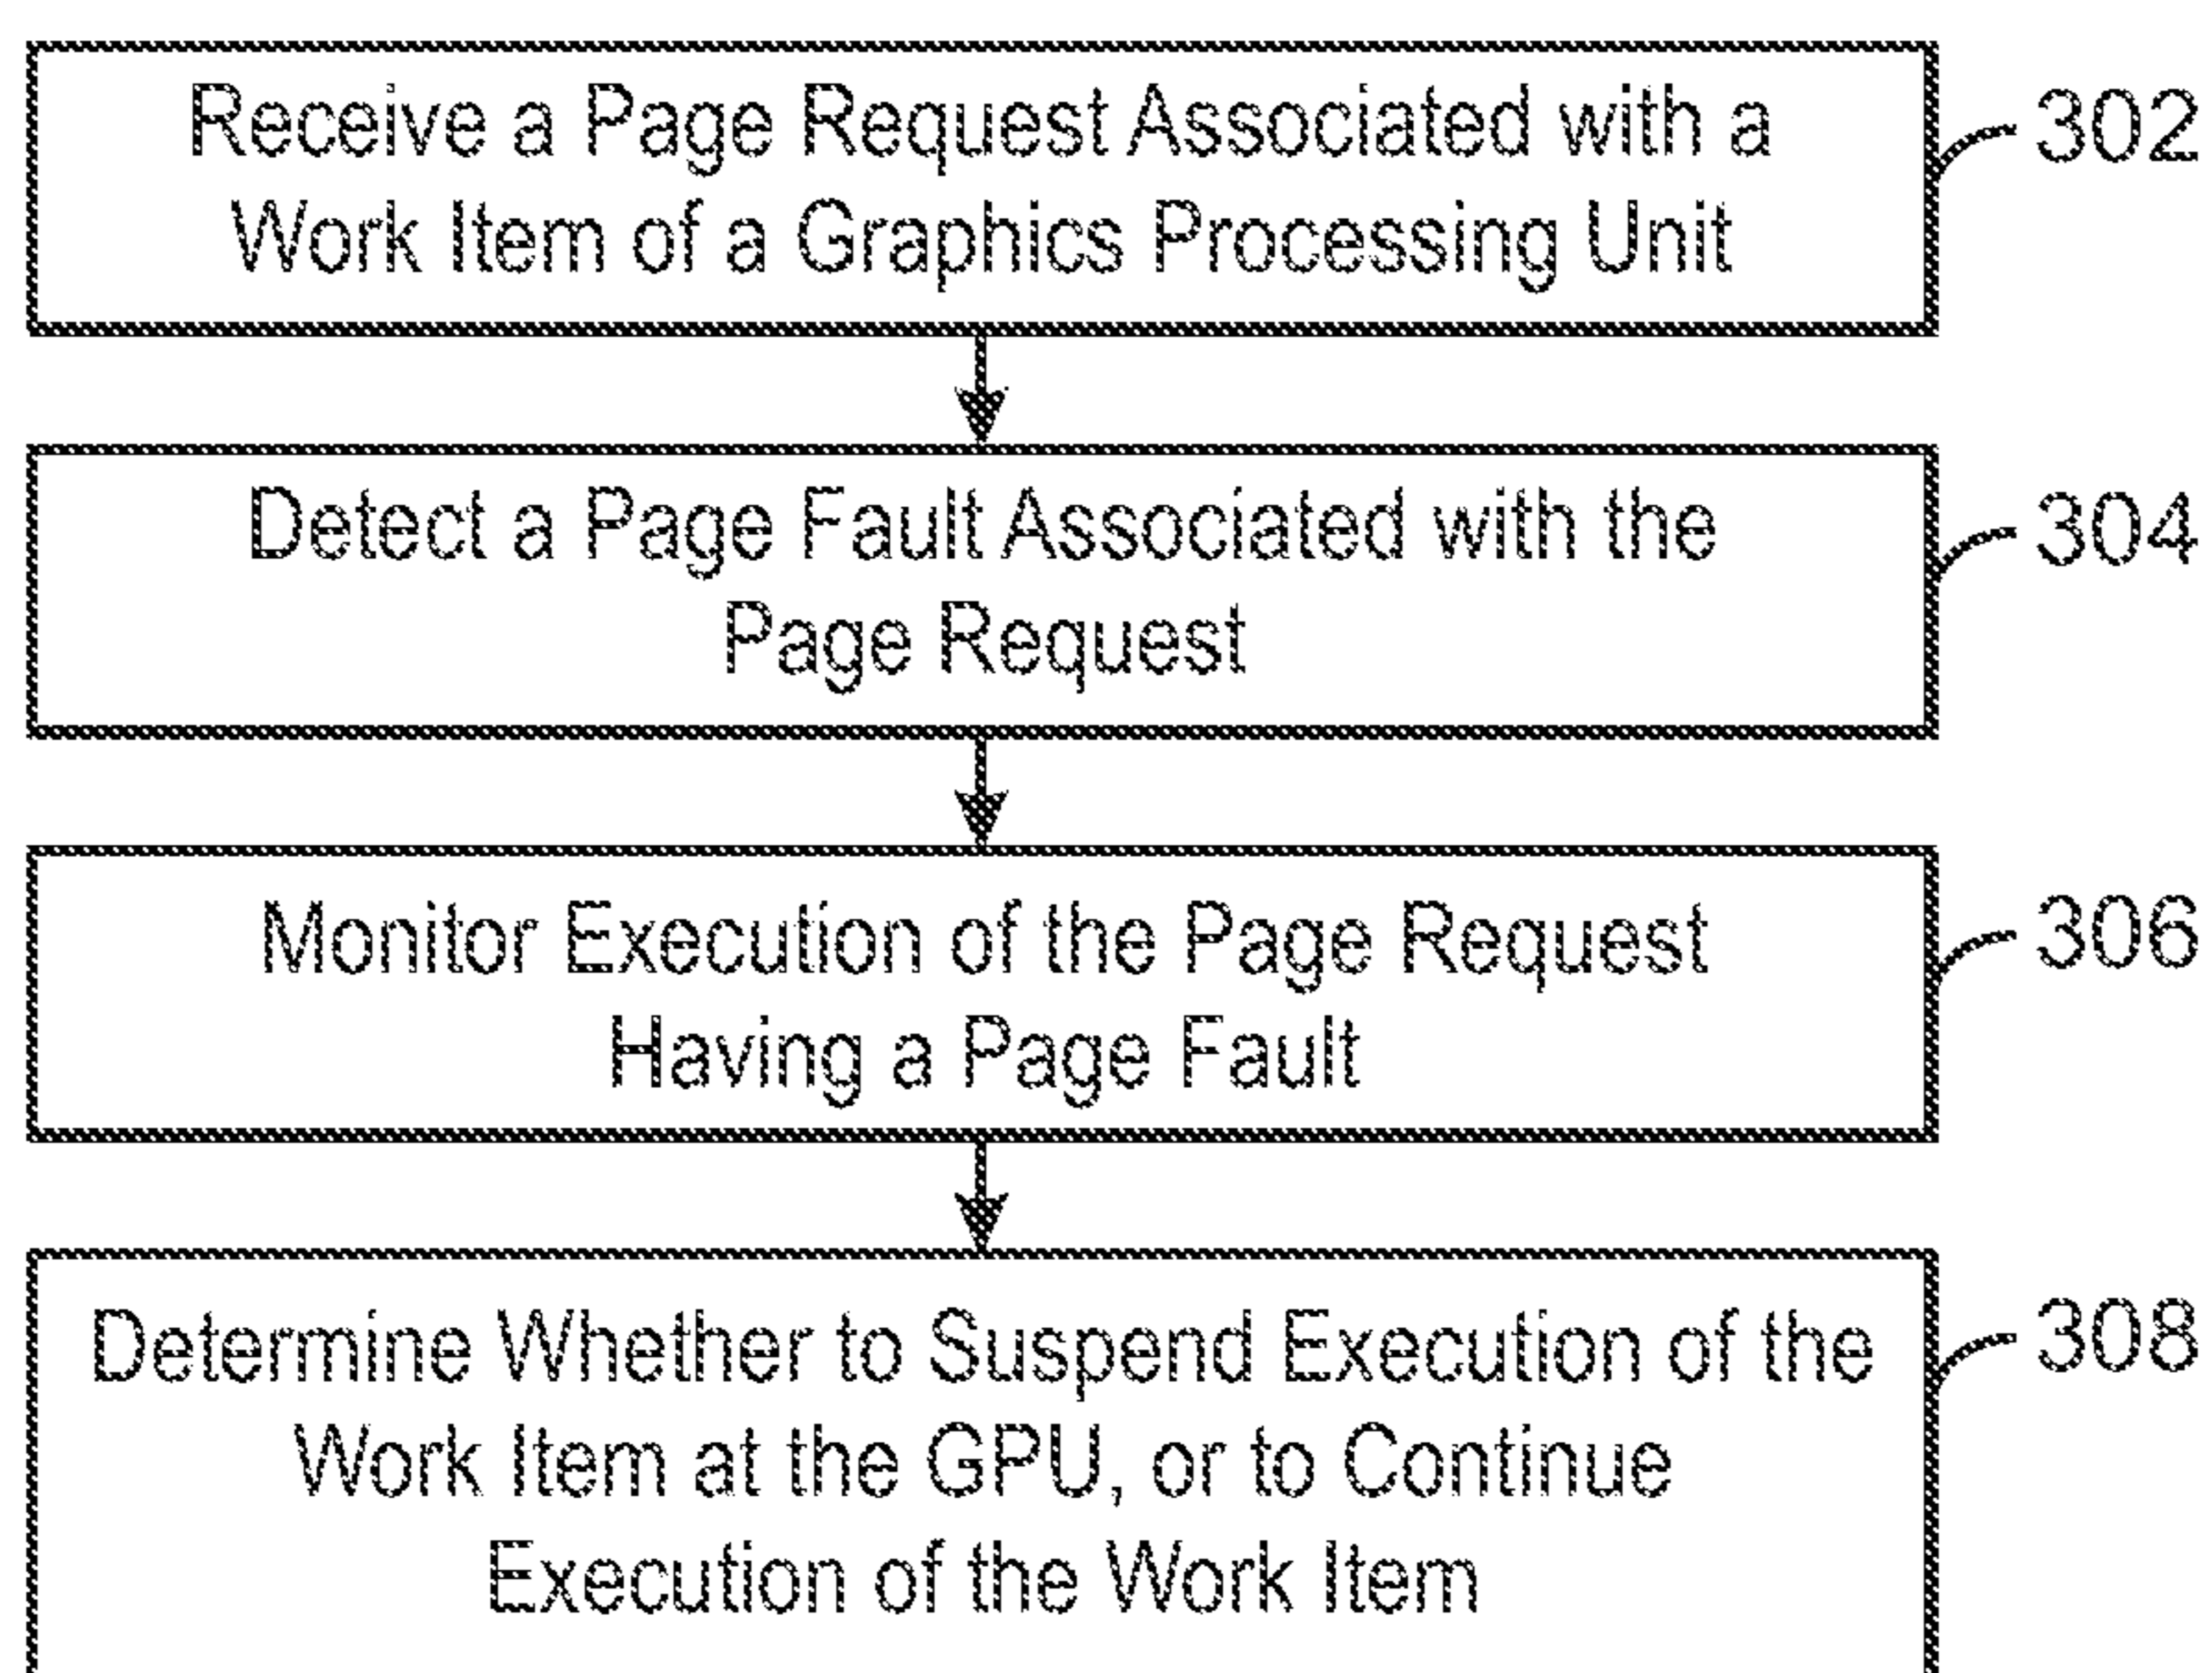 Receive a Page Request Associated with a
Work Item of a Graphics Processing Unit
302
Detect a Page Fault Associated with the
Page Request
304
Monitor Execution of the Page Request
Having a Page Fault
306
Determine Whether to Suspend Execution of the
Work Item at the GPU, or to Continue
Execution of the Work Item
308